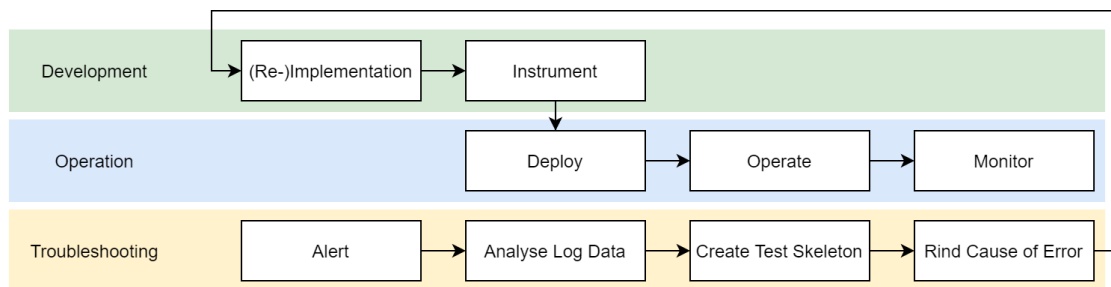 Development
(Re-)Implementation
Instrument
Operation
Deploy
Operate
Monitor
Troubleshooting
Alert
Analyse Log Data
Create Test Skeleton
Rind Cause of Error